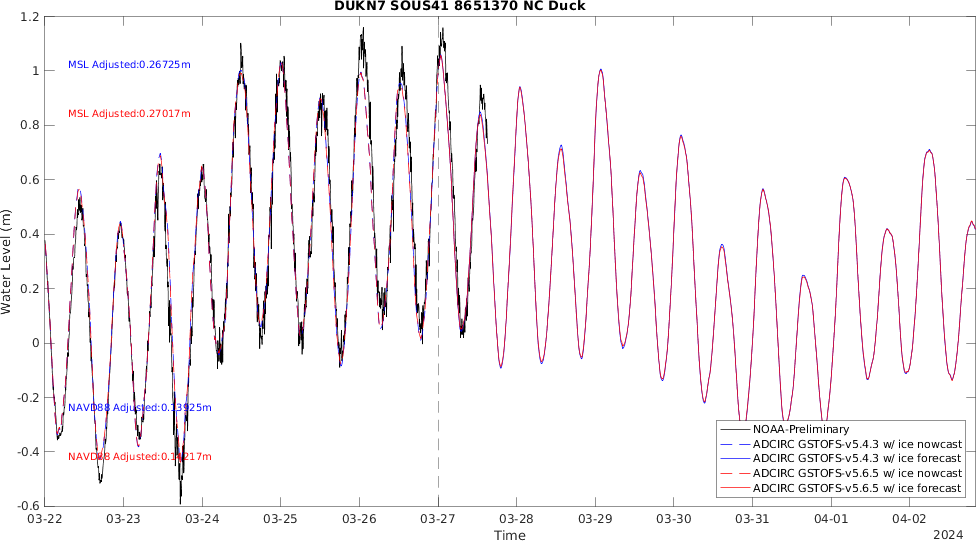 DUKN7 SOUS41 8651370 NC Duck
1.2
1
0.8
0.6
0.4
0.2
0
-0.2
-0.4
-0.6
Water Level (m)
MSL Adjusted:0.26725m
MSL Adjusted:0.27017m
NAVD88 Adjusted:0.13925m
NAVD88
NOAA-Preliminary
ADCIRC GSTOFS-v5.4.3 w/ ice nowcast
ADCIRC GSTOFS-v5.4.3 w/ ice forecast
ADCIRC GSTOFS-v5.6.5 w/ ice nowcast
ADCIRC GSTOFS-v5.6.5 w/ ice forecast
03-22 03-23 03-24 03-25 03-26 03-27 03-28 03-29 03-30 03-31 04-01 04-02
Time
2024